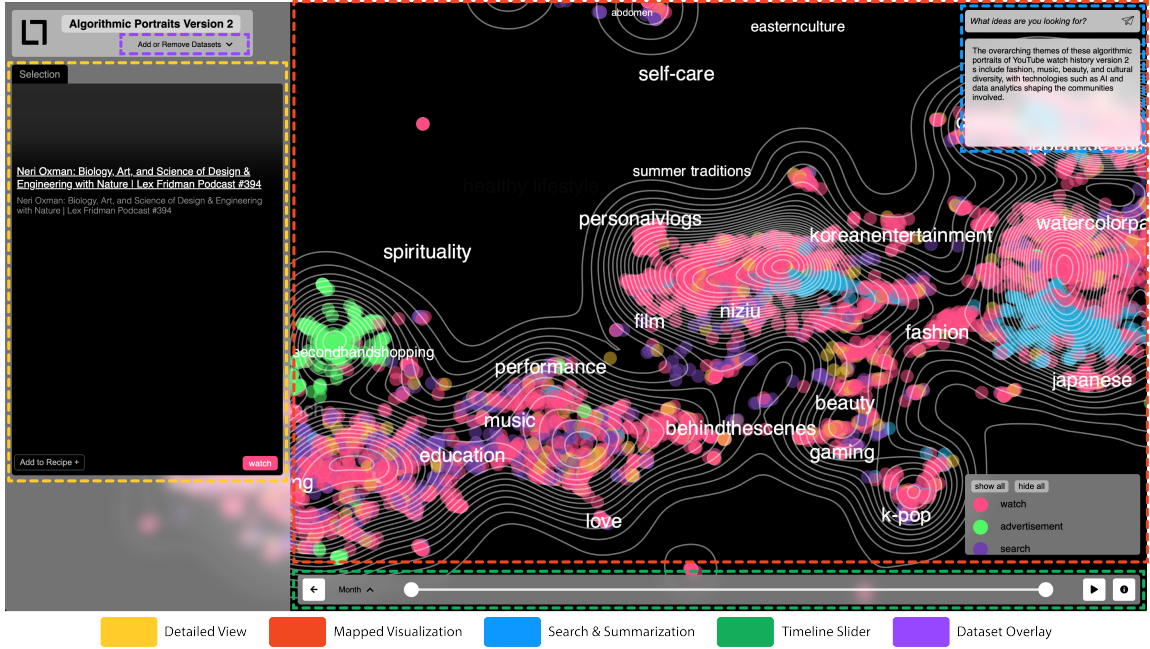 Algorithmic Portraits Version 2
Add or Remove Datasets
Selection
Neri Oxman: Biology, Art, and Science of Design &
Engineering with Nature | Lex Fridman Podcast #394
Neri Oxman: Biology, Art, and Science of Design & Engineering
with Nature | Lex Fridman Podcast #394
Add to Recipe +
watch
abdomen
easternculture
self-care
What ideas are you looking for?
The overarching themes of these algorithmic
portraits of YouTube watch history version 2
s include fashion, music, beauty, and cultural
diversity, with technologies such as AI and
data analytics shaping the communities
involved.
summer traditions
healthy lifestyle
personalvlogs
koreanentertainment
watercolorpa
spirituality
niziu
film
fashion
secondhandshopping
performance
japanese
beauty
music
behindthescenes
education
gaming
ng
love
k-pop
show all
hide all
watch
advertisement
search
Month
Detailed View
Mapped Visualization
Search & Summarization
Timeline Slider
Dataset Overlay